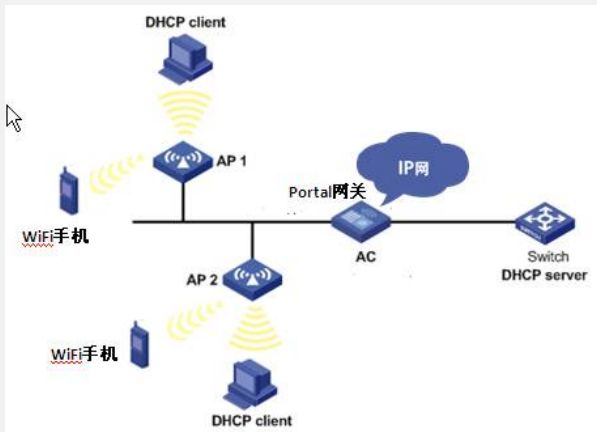 DHCP client
AP 1
IP网
Portal网关
WiFi手机
AC
Switch
DHCP server
AP 2
WiFi手机
DHCP client